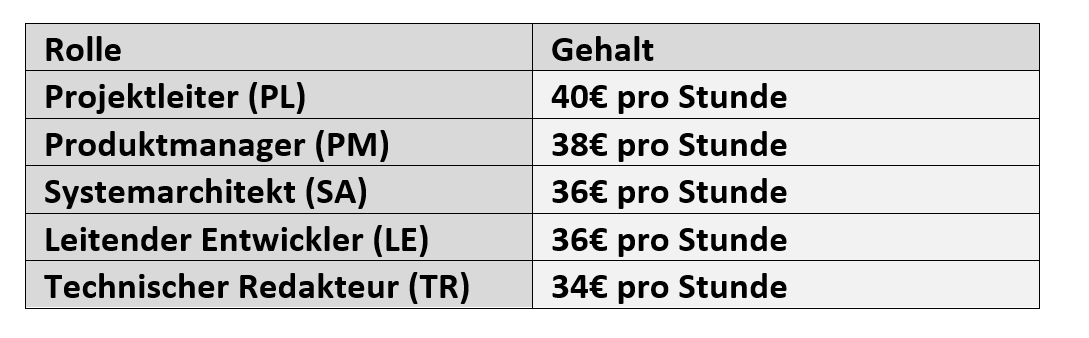 Rolle Gehalt
Projektleiter (PL) 40€ pro Stunde
Produktmanager (PM) 38€ pro Stunde
Systemarchitekt (SA) 36€ pro Stunde
Leitender Entwickler (LE) 36€ pro Stunde
Technischer Redakteur (TR) 34€ pro Stunde